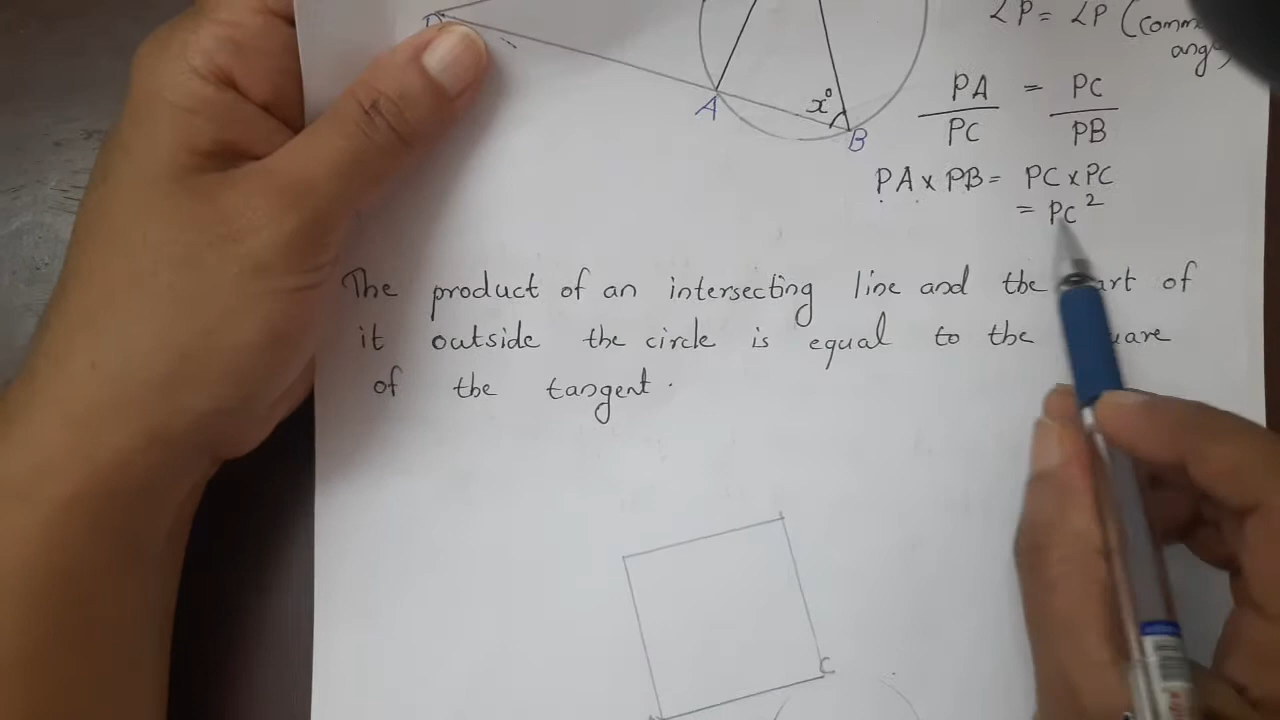 P
∠P = ∠P (comm
ang
A
x°
B
PA/PC = PC/PB
PA × PB = PC × PC
= PC²
The product of an intersecting line and the part of
it outside the circle is equal to the square
of the tangent.
C